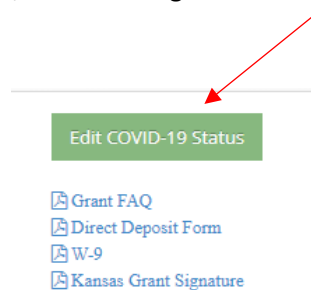 Edit COVID-19 Status
Grant FAQ
Direct Deposit Form
W-9
Kansas Grant Signature